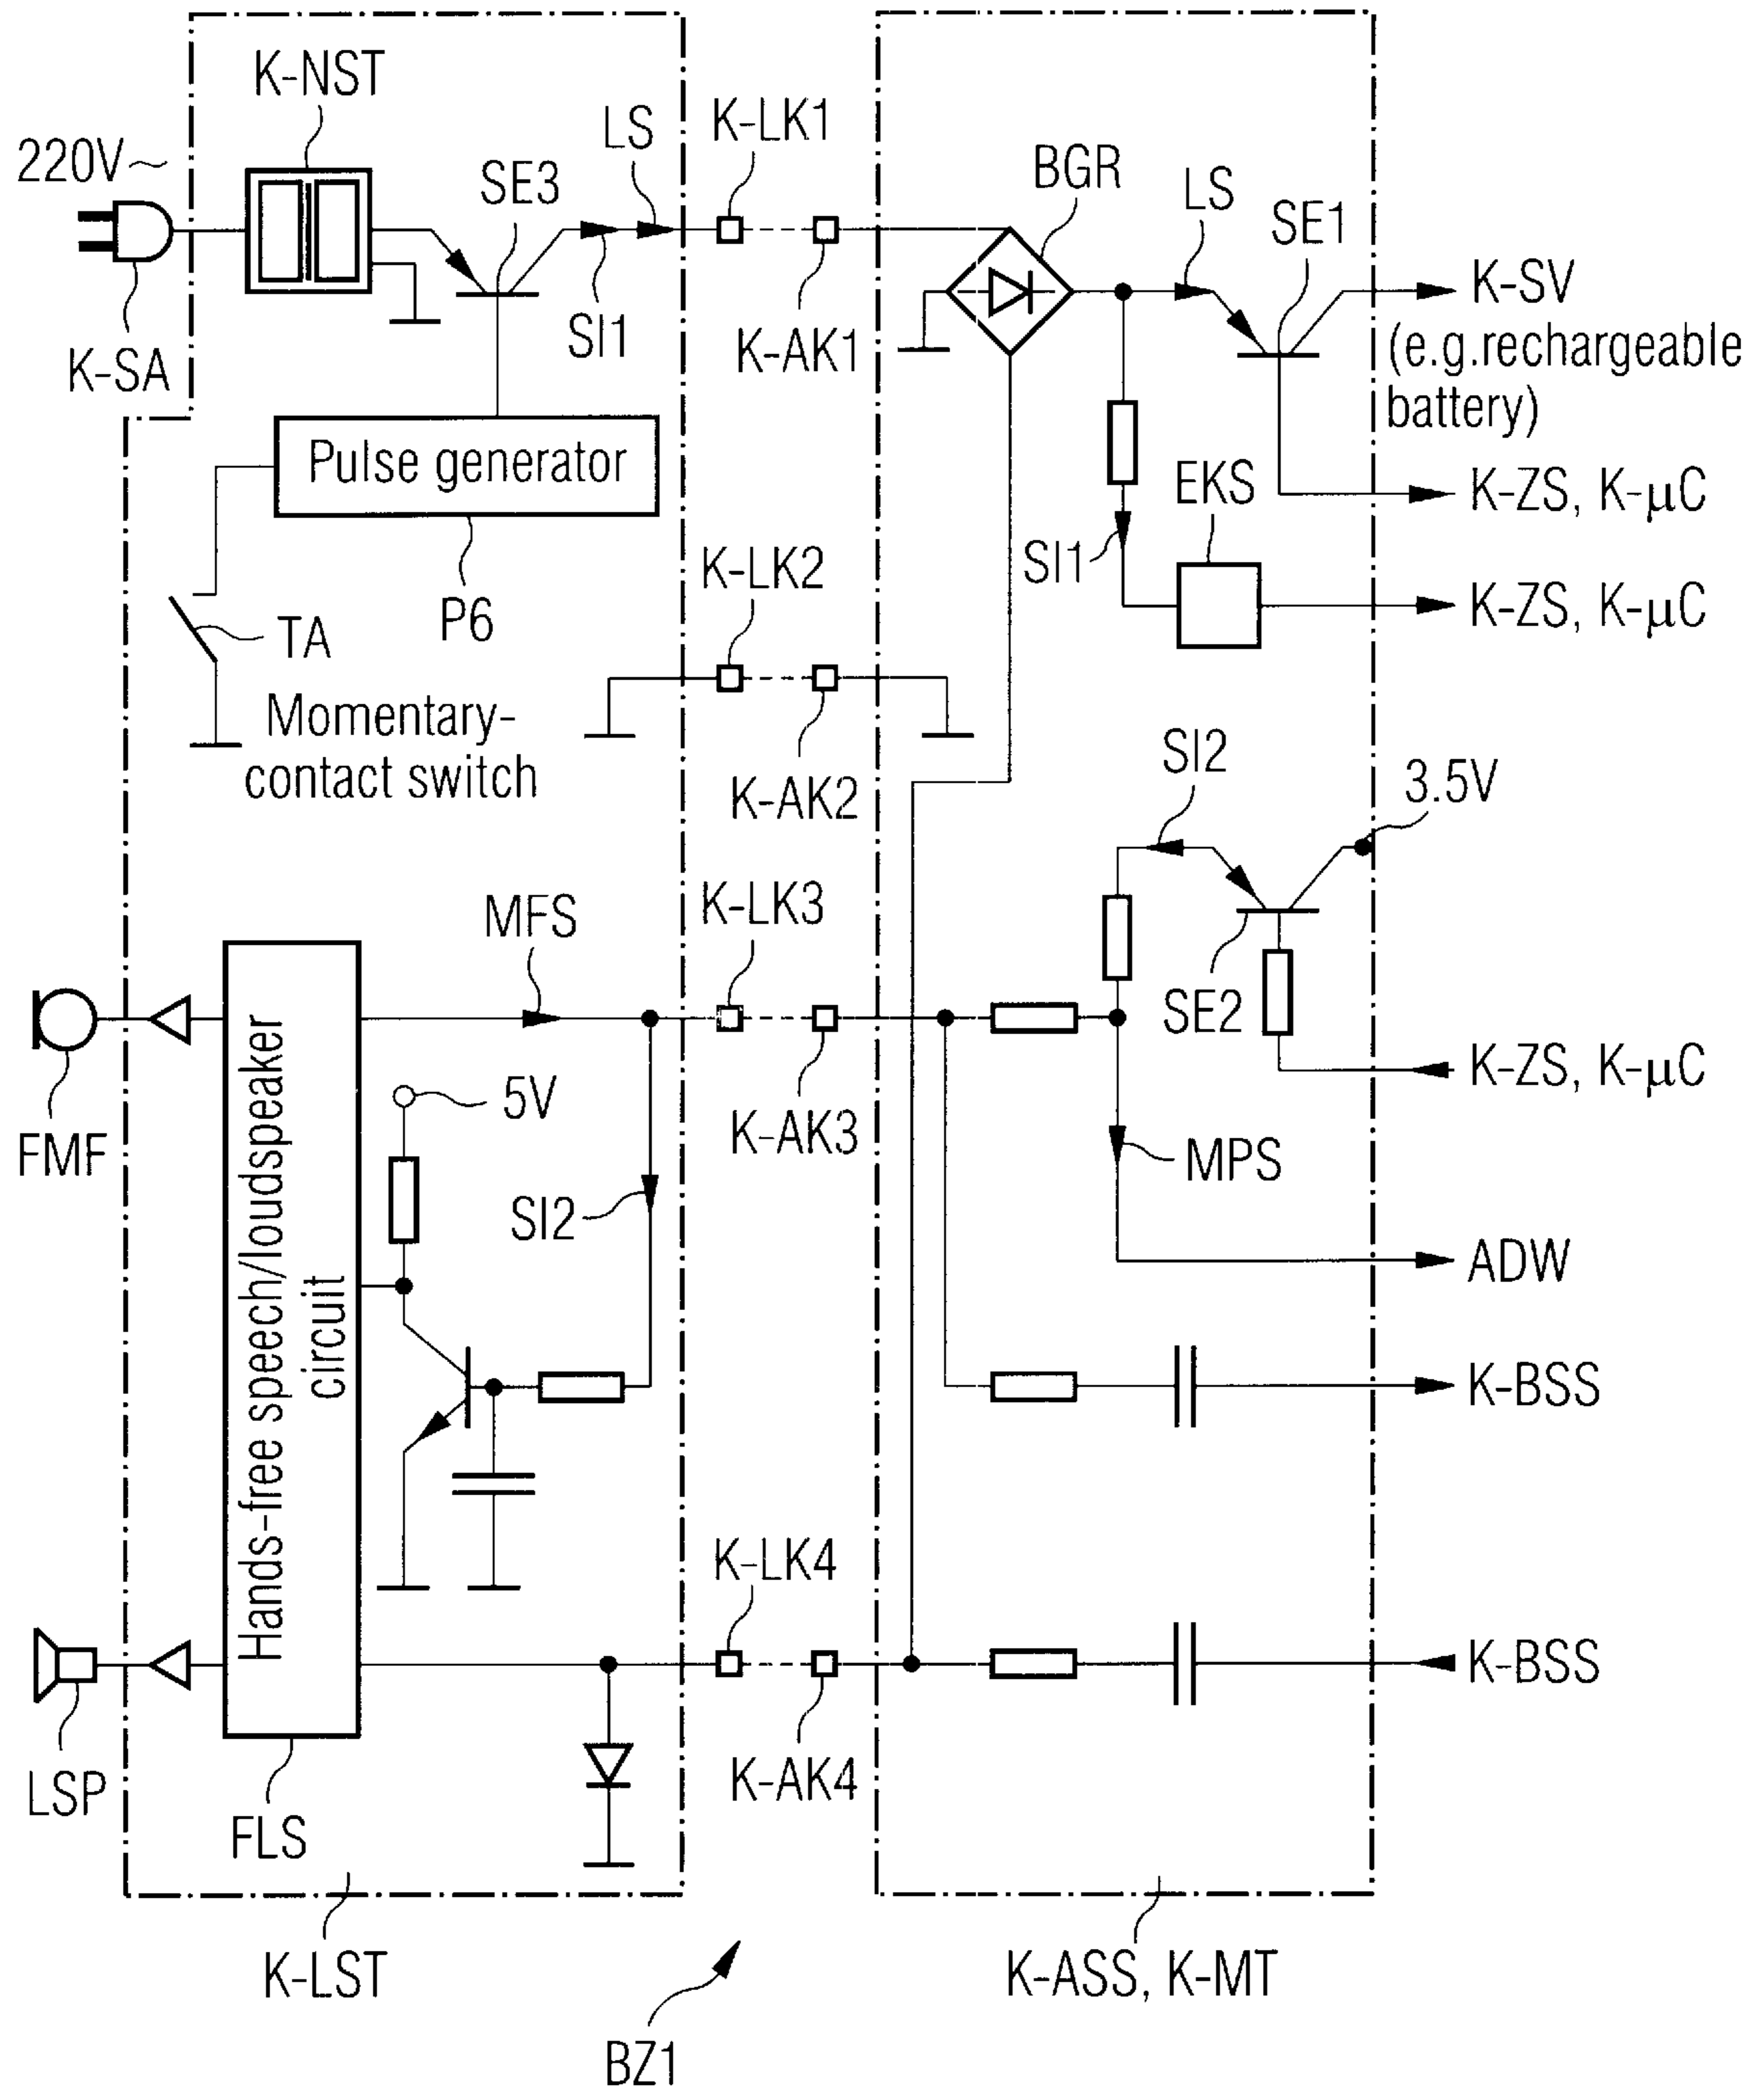 K-NST
220V~
LS
K-LK1
SE3
BGR
LS
SE1
K-SV
(e.g.rechargeable
battery)
K-SA
SI1
K-AK1
Pulse generator
EKS
K-ZS, K-µC
SI1
K-LK2
K-ZS, K-µC
P6
TA
Momentary-
contact switch
K-AK2
SI2
3.5V
MFS
K-LK3
SE2
K-ZS, K-µC
5V
FMF
K-AK3
MPS
SI2
ADW
Hands-free speech/loudspeaker
circuit
K-BSS
K-LK4
K-BSS
LSP
K-AK4
FLS
K-LST
K-ASS, K-MT
BZ1